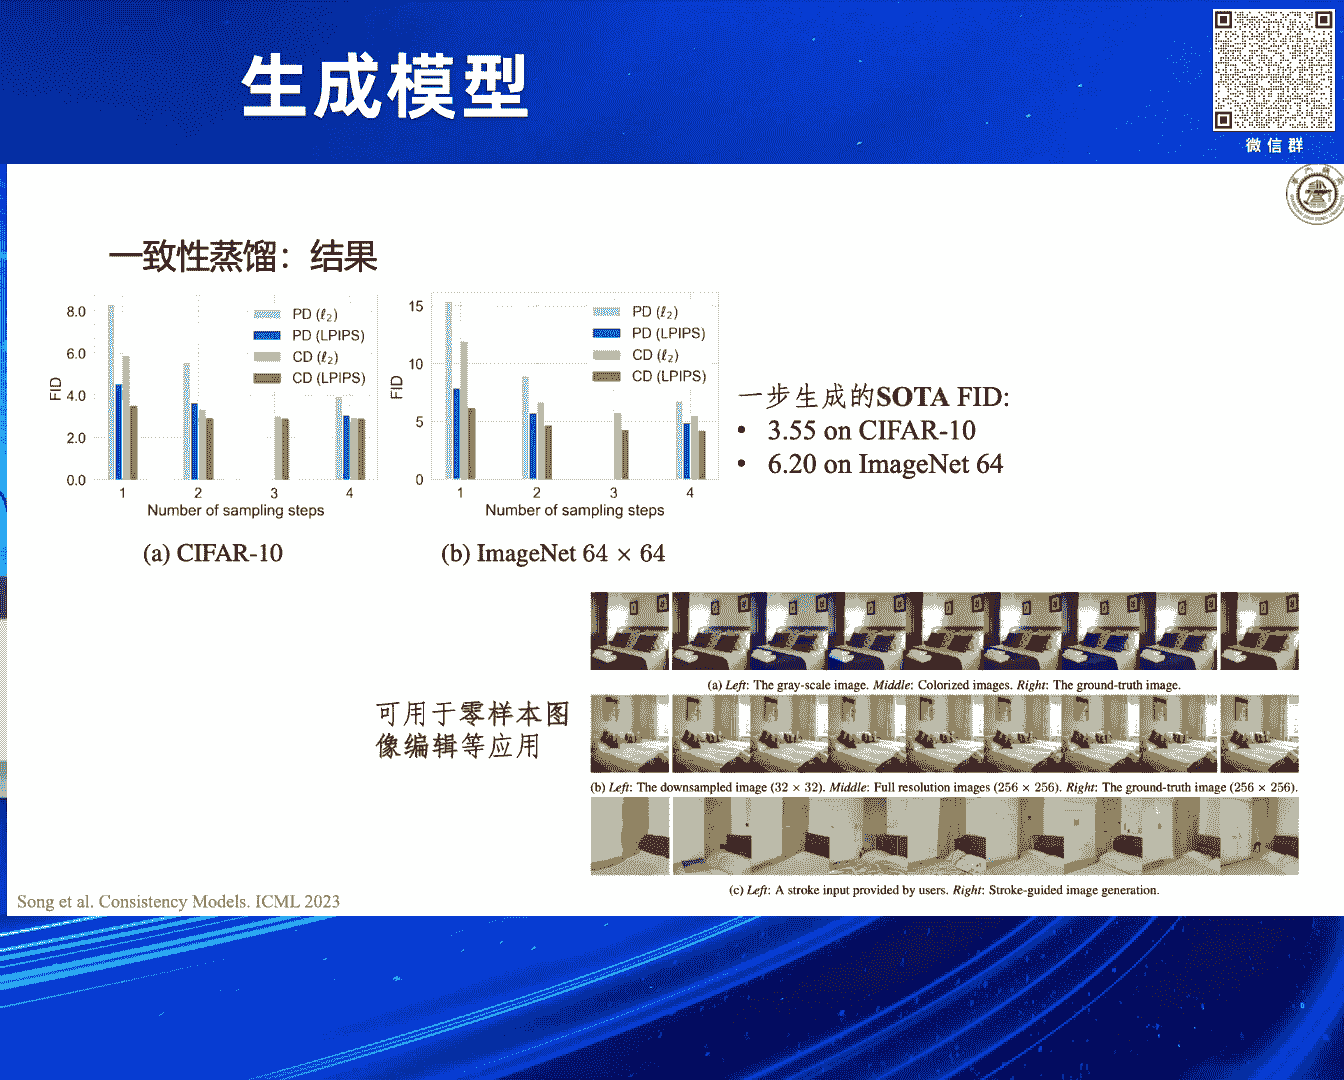 生成模型
微信群
一致性蒸馏：结果
8.0
6.0
4.0
2.0
0.0
FID
PD (ℓ₂)
PD (LPIPS)
CD (ℓ₂)
CD (LPIPS)
1 2 3 4
Number of sampling steps
(a) CIFAR-10
15
10
5
0
FID
PD (ℓ₂)
PD (LPIPS)
CD (ℓ₂)
CD (LPIPS)
1 2 3 4
Number of sampling steps
(b) ImageNet 64 × 64
一步生成的SOTA FID:
• 3.55 on CIFAR-10
• 6.20 on ImageNet 64
(a) Left: The gray-scale image. Middle: Colorized images. Right: The ground-truth image.
可用于零样本图
像编辑等应用
(b) Left: The downsampled image (32 × 32). Middle: Full resolution images (256 × 256). Right: The ground-truth image (256 × 256).
(c) Left: A stroke input provided by users. Right: Stroke-guided image generation.
Song et al. Consistency Models. ICML 2023